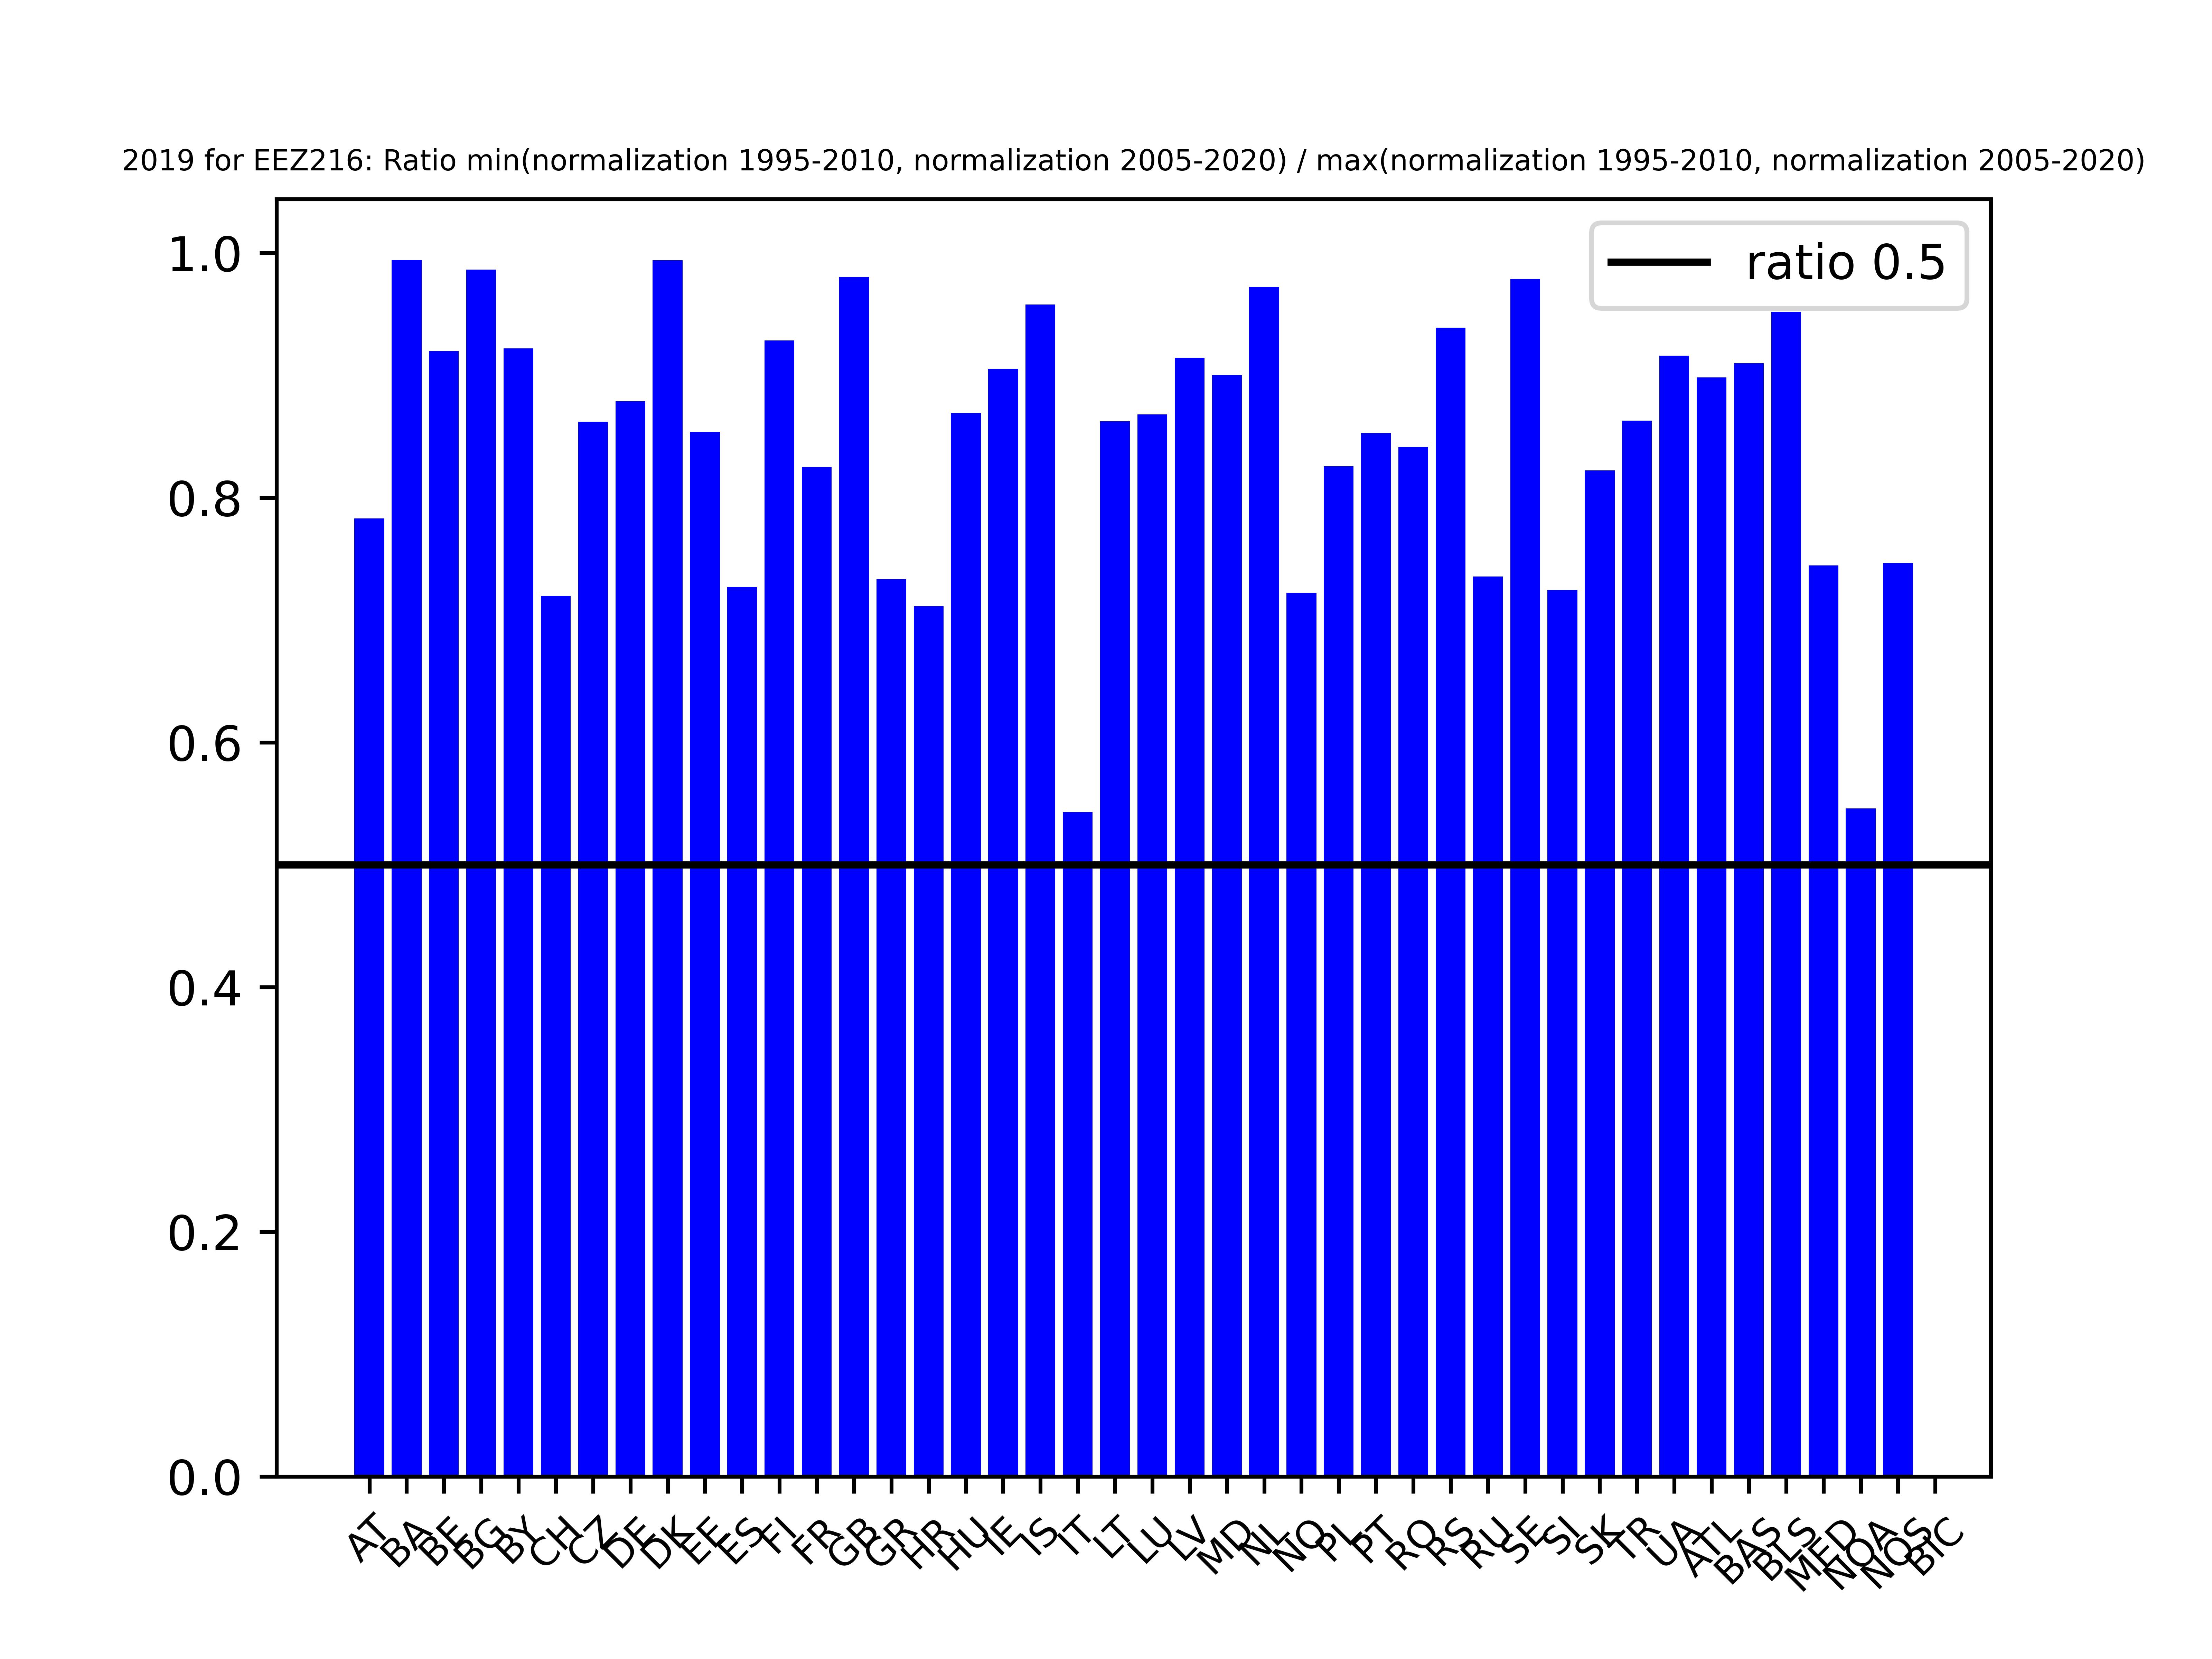 2019 for EEZ216: Ratio min(normalization 1995-2010, normalization 2005-2020) / max(normalization 1995-2010, normalization 2005-2020)
ratio 0.5
1.0
0.8
0.6
0.4
0.2
0.0
AT BA BE BG BY CH CZ DE DK EE ES FI FR GB GR HR HU IE IS IT LT LU LV MD NL NO PL PT RO RS RU SE SI SK TR UA ATL BAS BLS MED NOA NOS BIC